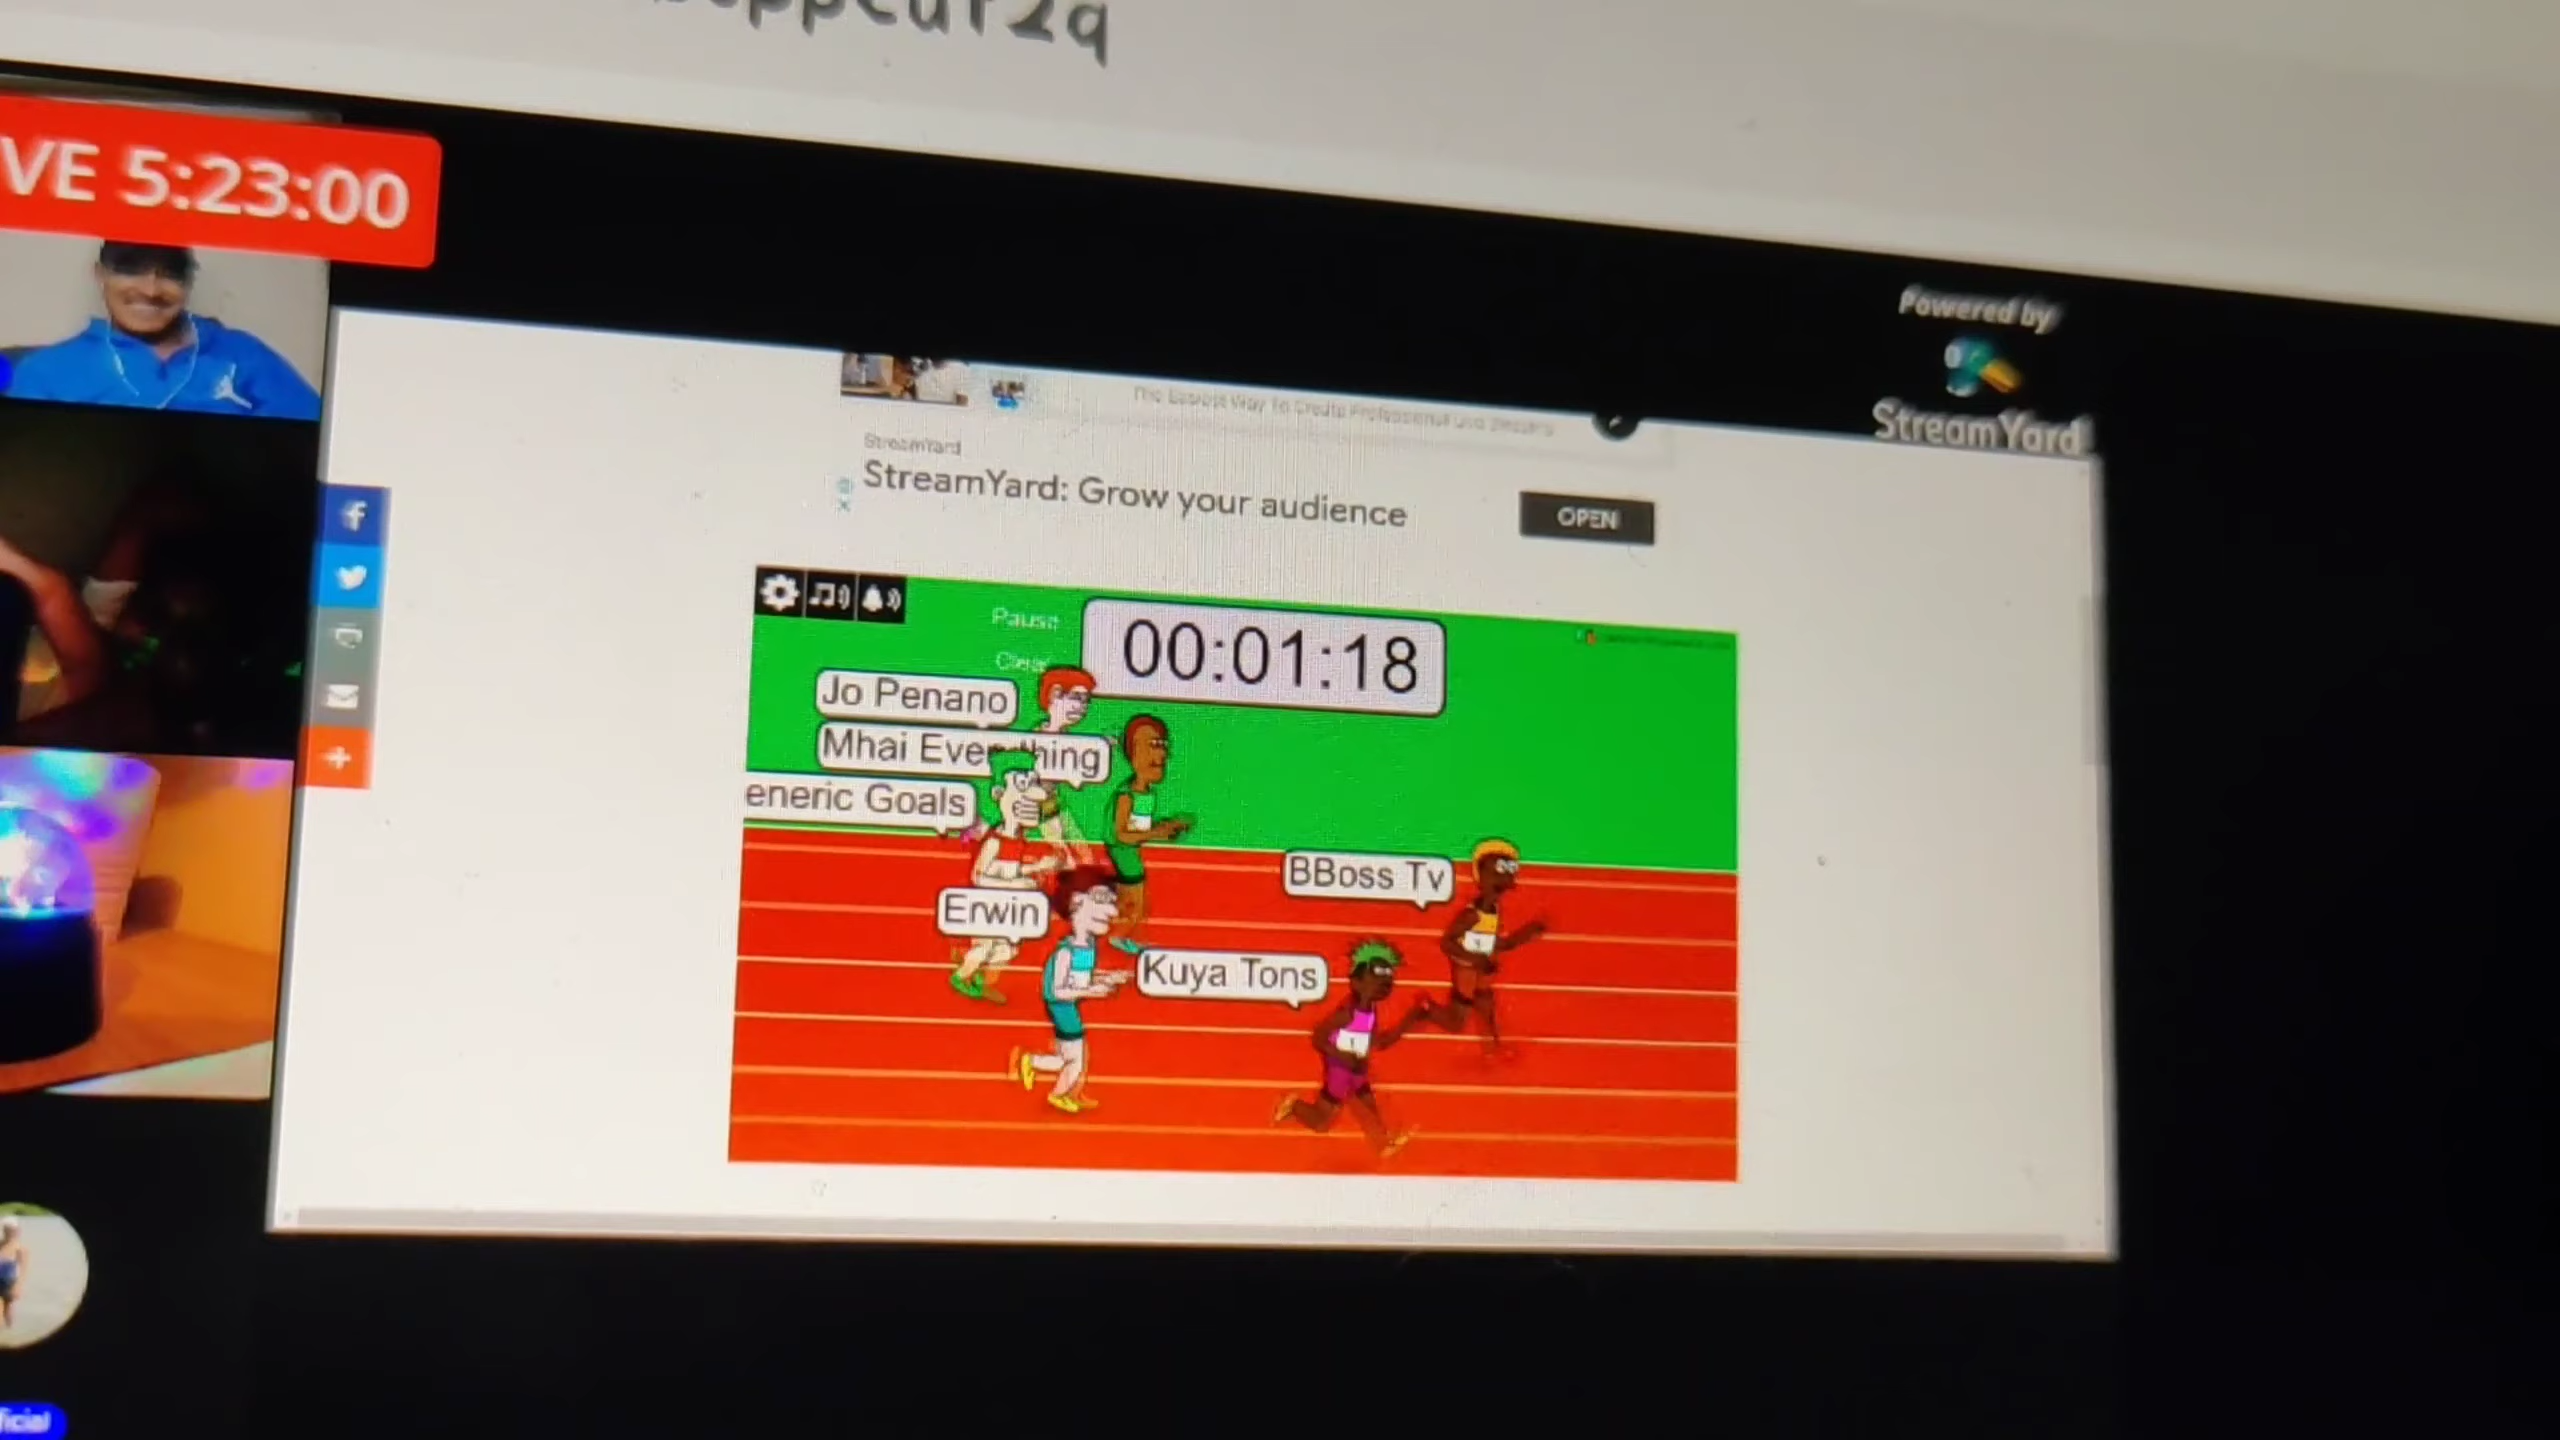 VE 5:23:00
Powered by
StreamYard
StreamYard
StreamYard: Grow your audience
OPEN
Pause
00:01:18
Jo Penano
Mhai Eve hing
eneric Goals
BBoss Tv
Erwin
Kuya Tons
ficial